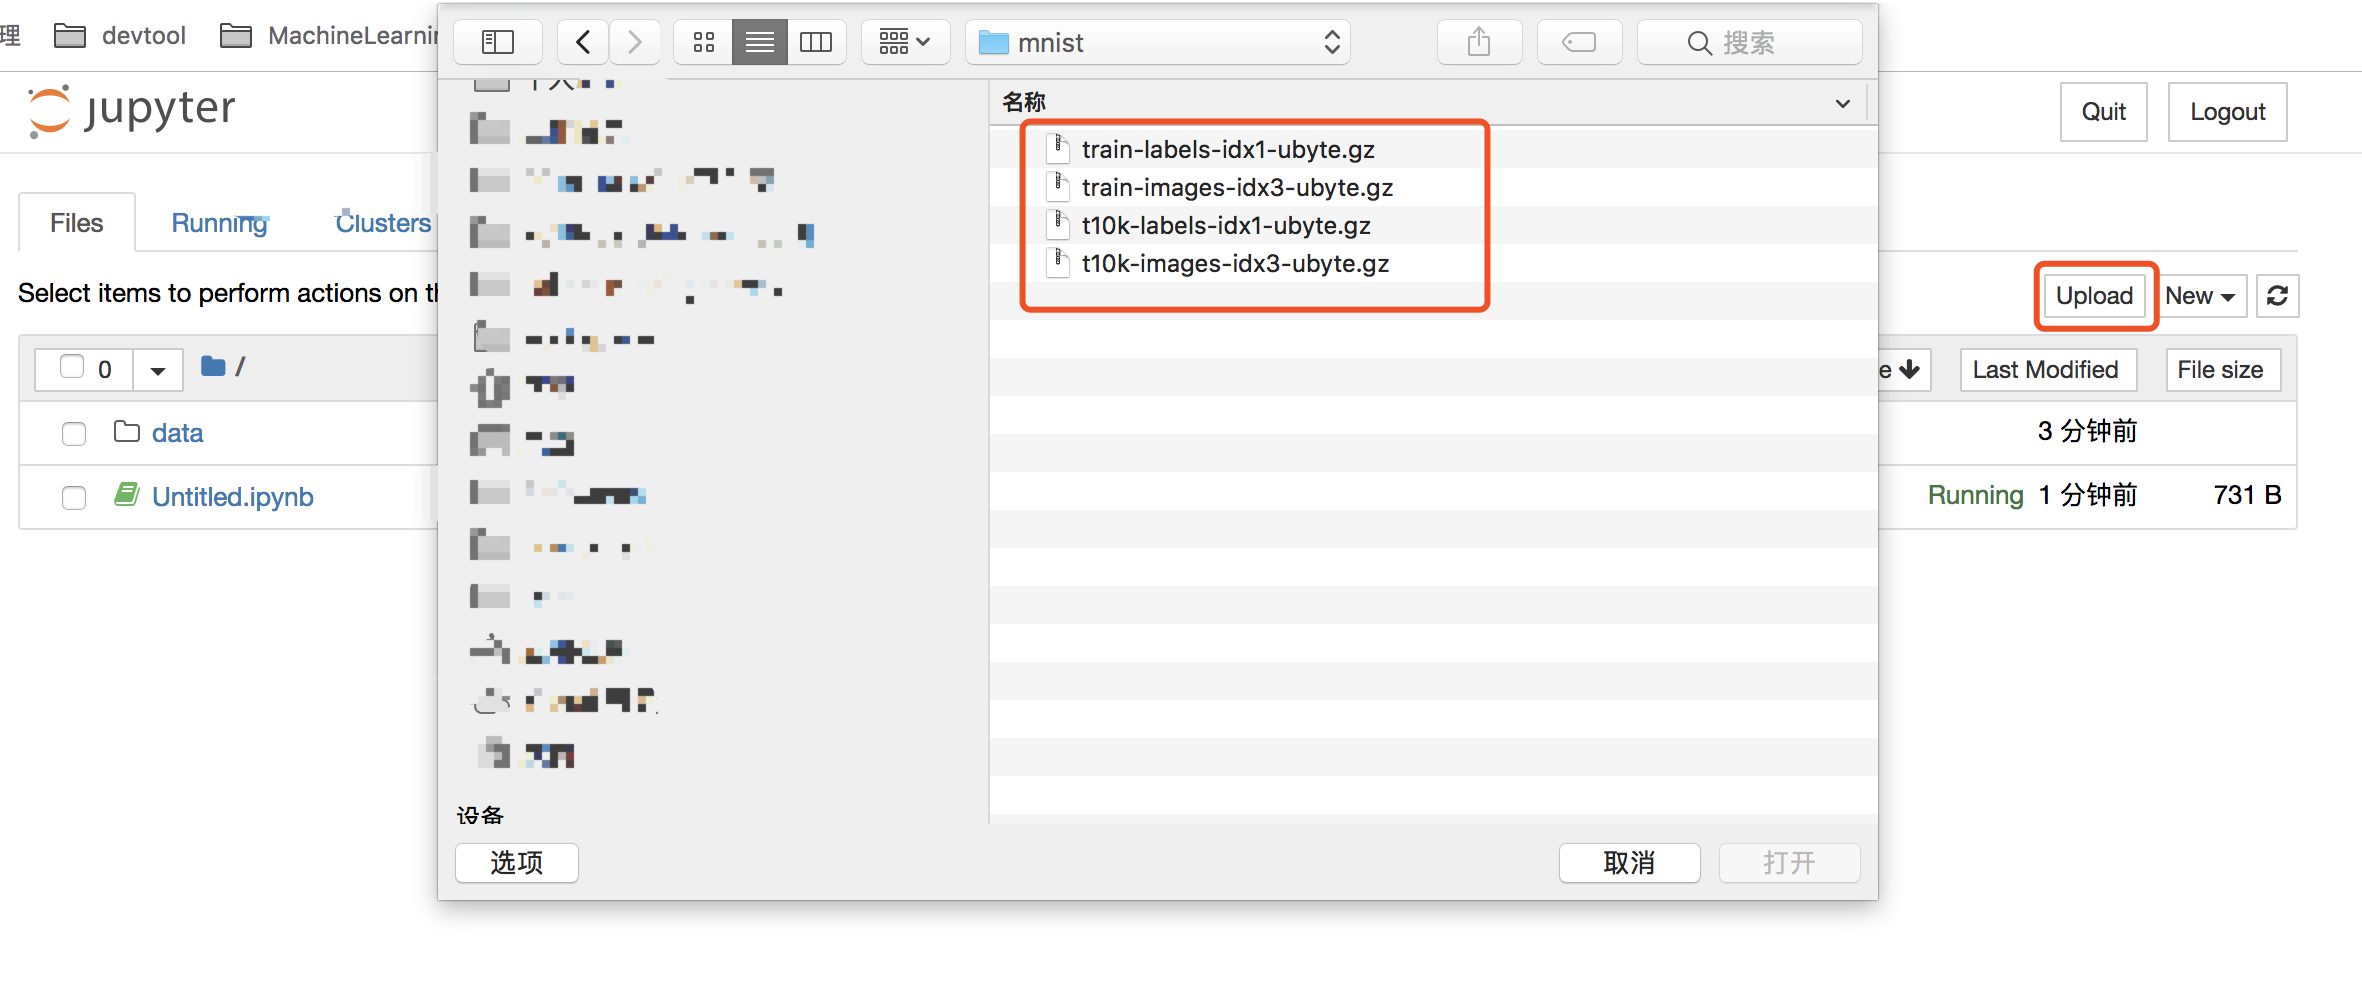 理 devtool MachineLearnin
mnist 搜索
jupyter
Quit Logout
名称
train-labels-idx1-ubyte.gz
train-images-idx3-ubyte.gz
t10k-labels-idx1-ubyte.gz
t10k-images-idx3-ubyte.gz
Files Running Clusters
Select items to perform actions on
Upload New
0 / e Last Modified File size
data 3 分钟前
Untitled.ipynb Running 1 分钟前 731 B
设备
选项 取消 打开